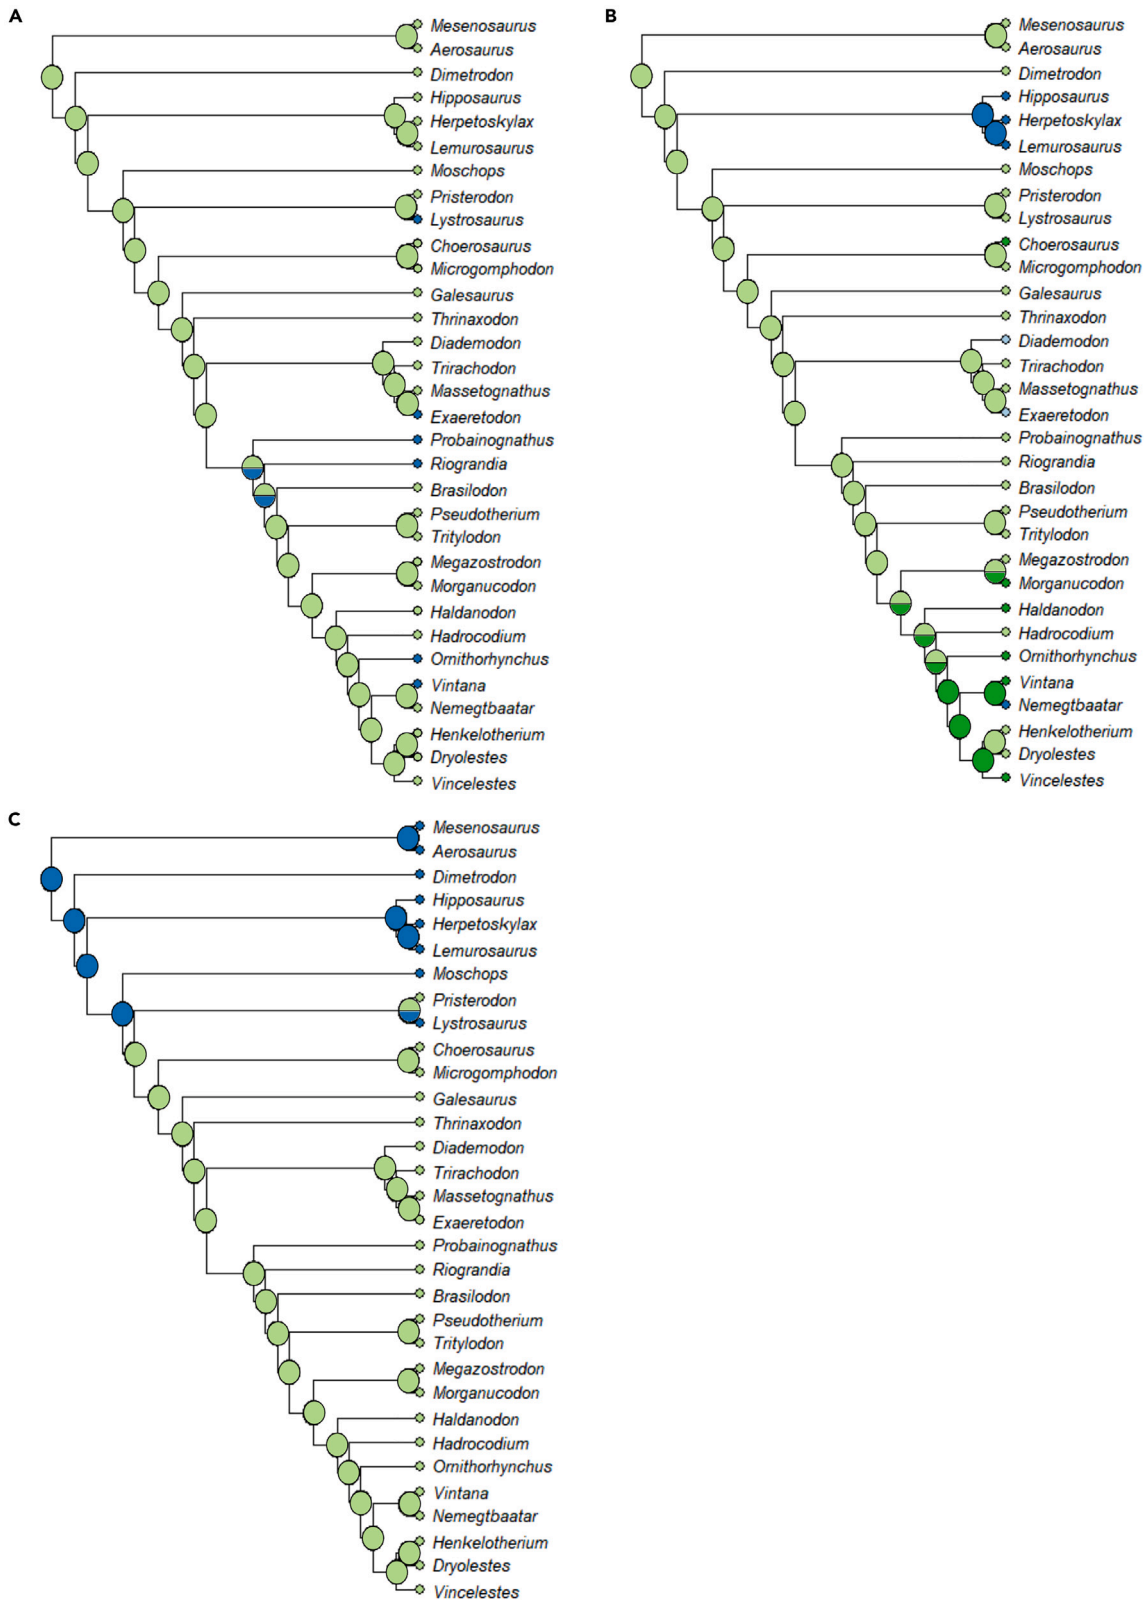 A
Mesenosaurus
Aerosaurus
Dimetrodon
Hipposaurus
Herpetoskylax
Lemurosaurus
Moschops
Pristerodon
Lystrosaurus
Choerosaurus
Microgomphodon
Galesaurus
Thrinaxodon
Diademodon
Trirachodon
Massetognathus
Exaeretodon
Probainognathus
Riograndia
Brasilodon
Pseudotherium
Tritylodon
Megazostrodon
Morganucodon
Haldanodon
Hadrocodium
Ornithorhynchus
Vintana
Nemegtbaatar
Henkelotherium
Dryolestes
Vincelestes
B
Mesenosaurus
Aerosaurus
Dimetrodon
Hipposaurus
Herpetoskylax
Lemurosaurus
Moschops
Pristerodon
Lystrosaurus
Choerosaurus
Microgomphodon
Galesaurus
Thrinaxodon
Diademodon
Trirachodon
Massetognathus
Exaeretodon
Probainognathus
Riograndia
Brasilodon
Pseudotherium
Tritylodon
Megazostrodon
Morganucodon
Haldanodon
Hadrocodium
Ornithorhynchus
Vintana
Nemegtbaatar
Henkelotherium
Dryolestes
Vincelestes
C
Mesenosaurus
Aerosaurus
Dimetrodon
Hipposaurus
Herpetoskylax
Lemurosaurus
Moschops
Pristerodon
Lystrosaurus
Choerosaurus
Microgomphodon
Galesaurus
Thrinaxodon
Diademodon
Trirachodon
Massetognathus
Exaeretodon
Probainognathus
Riograndia
Brasilodon
Pseudotherium
Tritylodon
Megazostrodon
Morganucodon
Haldanodon
Hadrocodium
Ornithorhynchus
Vintana
Nemegtbaatar
Henkelotherium
Dryolestes
Vincelestes